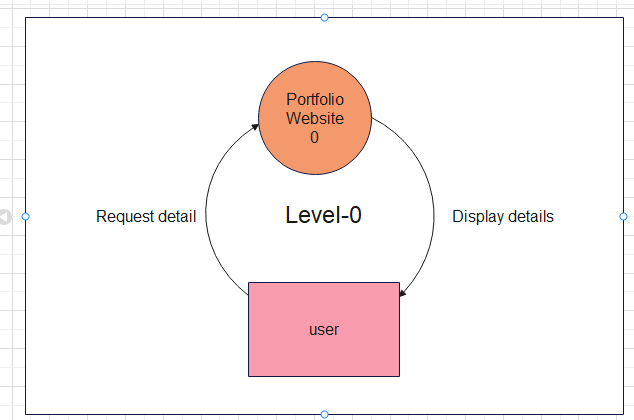 Portfolio
Website
0
Request detail
Level-0
Display details
user